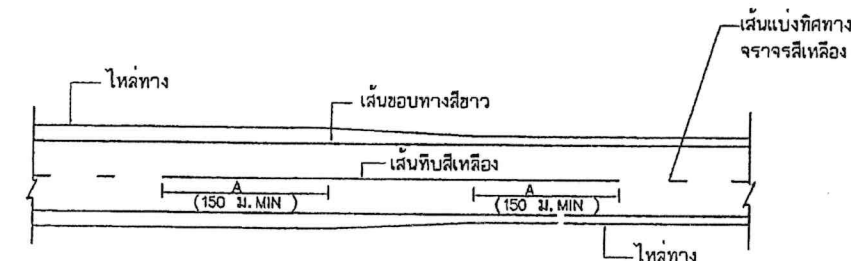 เส้นแบ่งทิศทาง
จราจรสีเหลือง
ไหล่ทาง
เส้นขอบทางสีขาว
เส้นทึบสีเหลือง
A
(150 ม. MIN )
A
(150 ม. MIN )
ไหล่ทาง